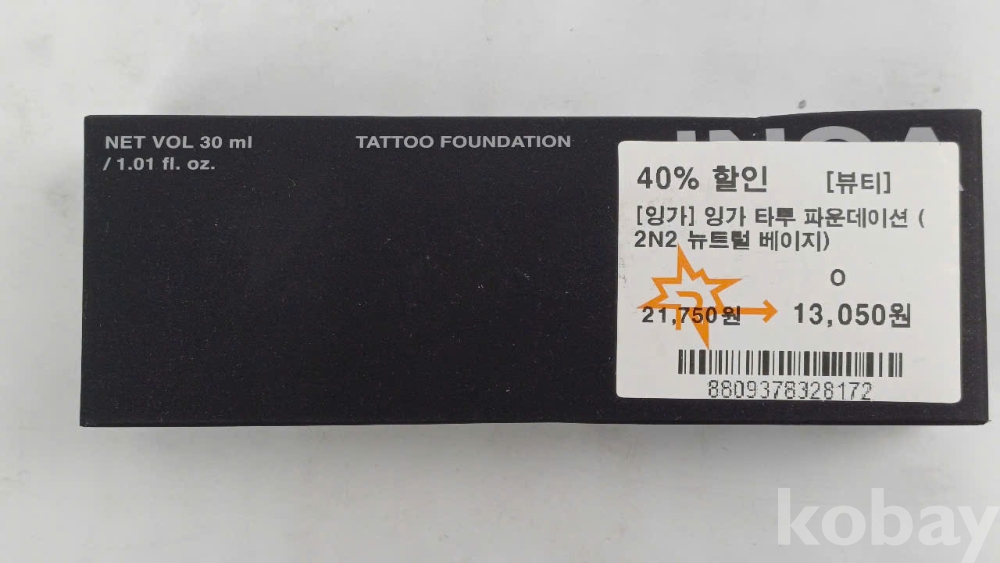 NET VOL 30 ml
/ 1.01 fl. oz.
TATTOO FOUNDATION
40% 할인 [뷰티]
[잉가] 잉가 타투 파운데이션 (
2N2 뉴트럴 베이지)
O
21,750원 → 13,050원
8809378328172
kobay